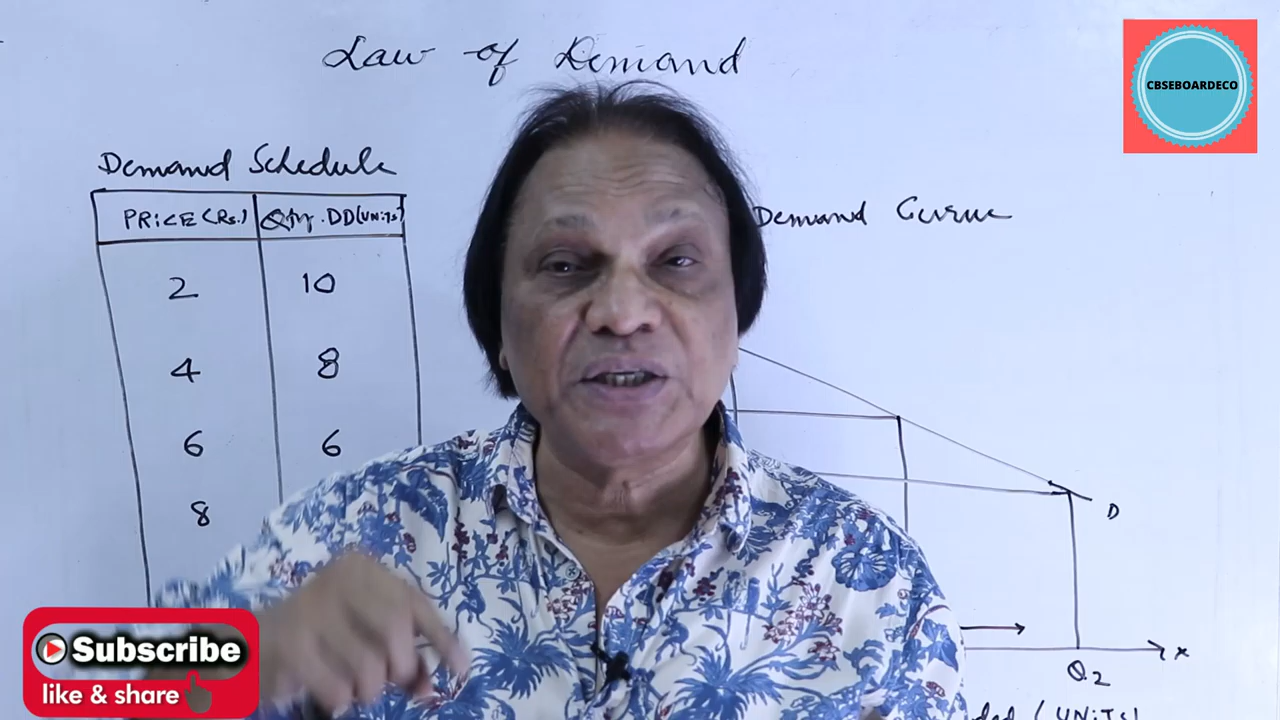 Law of Demand
CBSEBOARDECO
Demand Schedule
PRICE (Rs.) Qty. DD (UNITS)
2 10
4 8
6 6
8
Demand Curve
D
x
Q2
(UNITS)
Subscribe
like & share